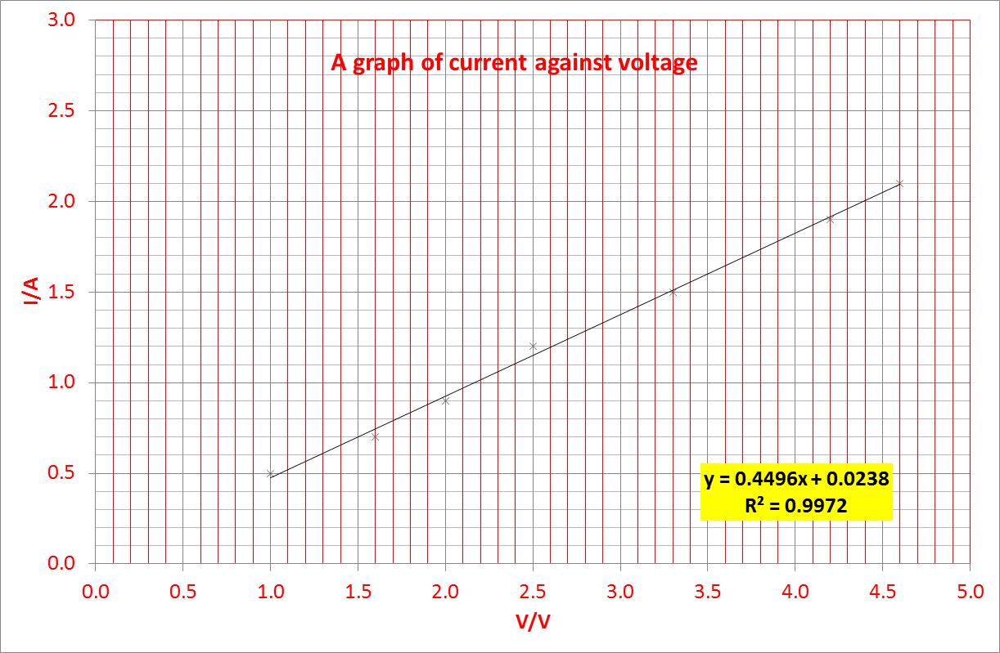 A graph of current against voltage
3.0
2.5
2.0
1.5
1.0
0.5
0.0
I/A
y = 0.4496x + 0.0238
R² = 0.9972
0.0 0.5 1.0 1.5 2.0 2.5 3.0 3.5 4.0 4.5 5.0
V/V